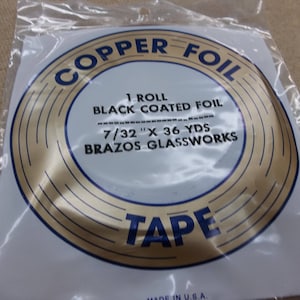 COPPER FOIL
1 ROLL
BLACK COATED FOIL
7/32 " X 36 YDS
BRAZOS GLASSWORKS
TAPE
MADE IN U.S.A.